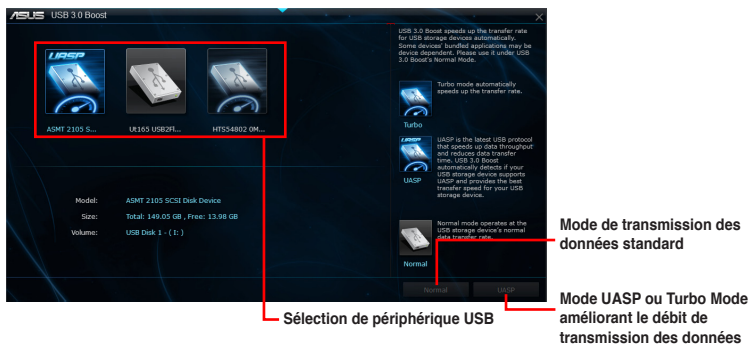 ASUS USB 3.0 Boost
USB 3.0 Boost speeds up the transfer rate
for USB storage devices automatically.
Some devices' bundled applications may be
device dependent. Please use it under USB
3.0 Boost's Normal Mode.
UASP
ASMT 2105 S...
Ut165 USB2Fl...
HTS54802 0M...
Turbo mode automatically
speeds up the transfer rate.
Turbo
UASP
UASP is the latest USB protocol
that speeds up data throughput
and reduces data transfer
time. USB 3.0 Boost
automatically detects if your
USB storage device supports
UASP and provides the best
transfer speed for your USB
storage device.
UASP
Model: ASMT 2105 SCSI Disk Device
Size: Total: 149.05 GB , Free: 13.98 GB
Volume: USB Disk 1 - ( I: )
Normal mode operates at the
USB storage device's normal
data transfer rate.
Normal
Normal
UASP
Mode de transmission des
données standard
Sélection de périphérique USB
Mode UASP ou Turbo Mode
améliorant le débit de
transmission des données